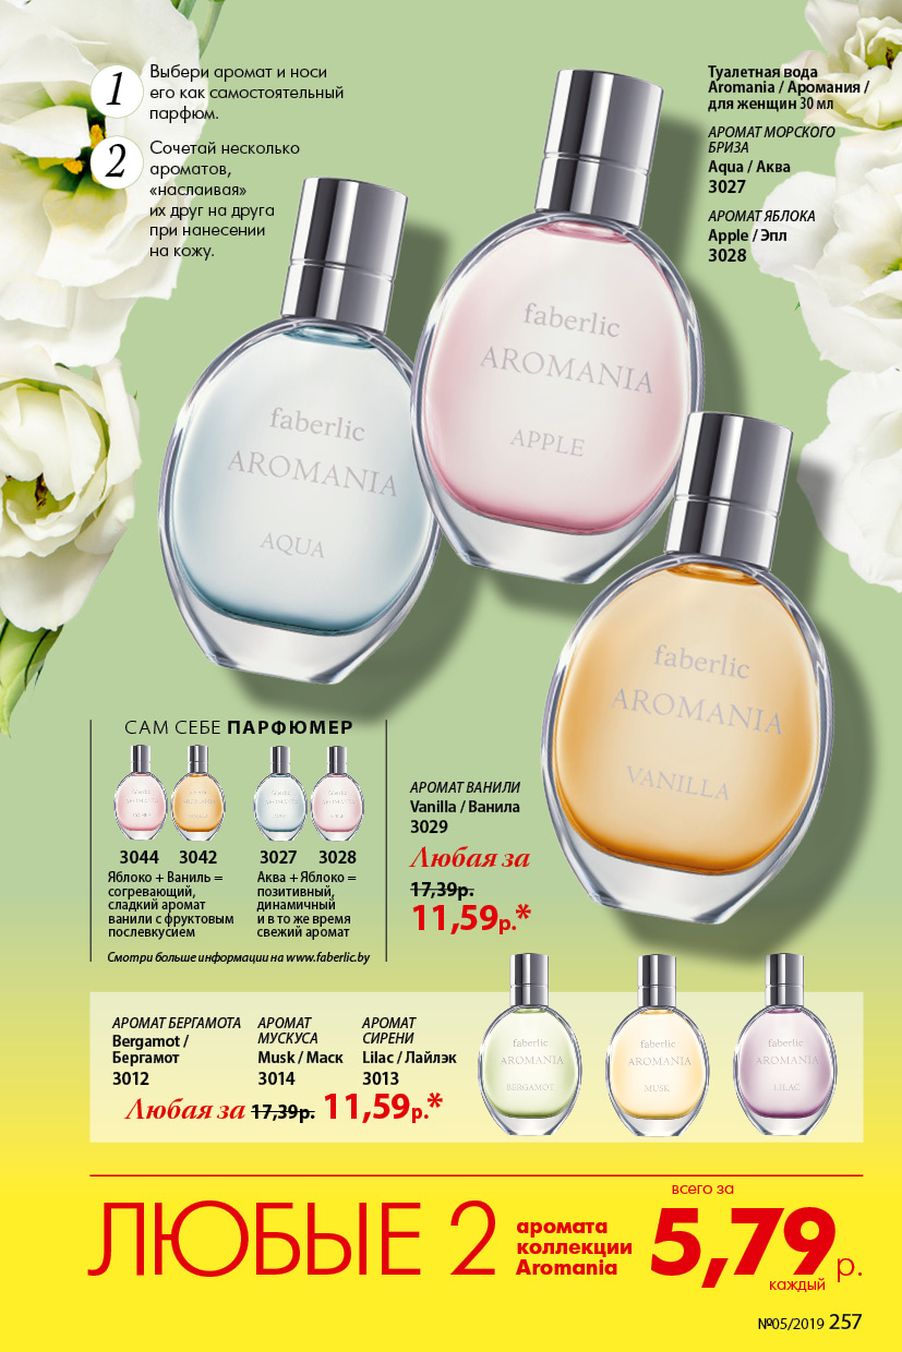 1
Выбери аромат и носи
его как самостоятельный
парфюм.
2
Сочетай несколько
ароматов,
«наслаивая»
их друг на друга
при нанесении
на кожу.
Туалетная вода
Aromania / Аромания /
для женщин 30 мл
АРОМАТ МОРСКОГО
БРИЗА
Aqua / Аква
3027
АРОМАТ ЯБЛОКА
Apple / Эпл
3028
faberlic
AROMANIA
APPLE
faberlic
AROMANIA
AQUA
faberlic
AROMANIA
VANILLA
САМ СЕБЕ ПАРФЮМЕР
3044 3042
Яблоко + Ваниль =
согревающий,
сладкий аромат
ванили с фруктовым
послевкусием
3027 3028
Аква + Яблоко =
позитивный,
динамичный
и в то же время
свежий аромат
Смотри больше информации на www.faberlic.by
АРОМАТ ВАНИЛИ
Vanilla / Ванила
3029
Любая за
17,39р.
11,59р.*
АРОМАТ БЕРГАМОТА
Bergamot /
Бергамот
3012
АРОМАТ
МУСКУСА
Musk / Маск
3014
АРОМАТ
СИРЕНИ
Lilac / Лайлэк
3013
Любая за 17,39р. 11,59р.*
faberlic
AROMANIA
BERGAMOT
faberlic
AROMANIA
MUSK
faberlic
AROMANIA
LILAC
ЛЮБЫЕ 2
аромата
коллекции
Aromania
всего за
5,79 р.
каждый
№05/2019 257